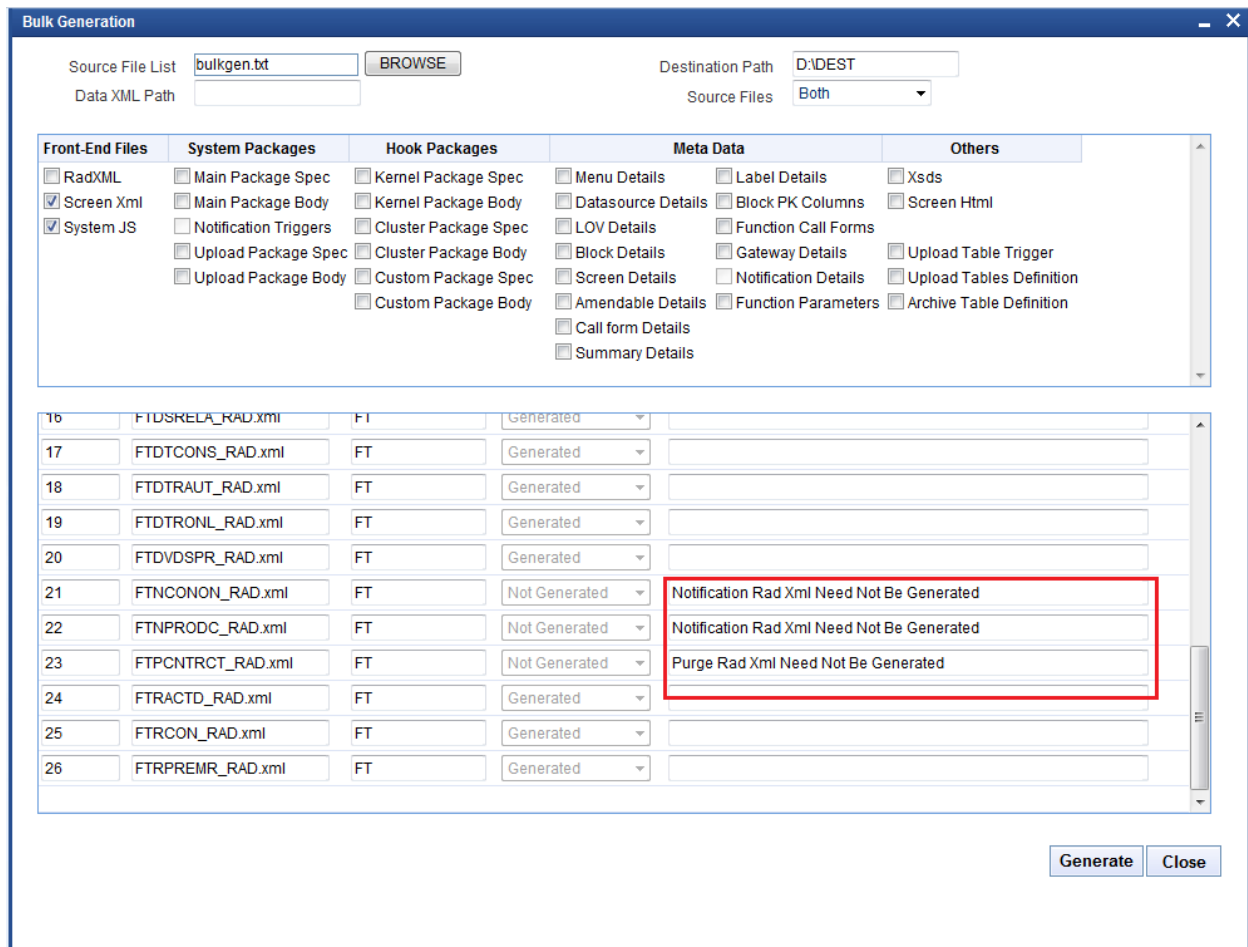 Bulk Generation
Source File List bulkgen.txt BROWSE Destination Path D:\DEST
Data XML Path Source Files Both
Front-End Files System Packages Hook Packages Meta Data Others
RadXML Main Package Spec Kernel Package Spec Menu Details Label Details Xsds
Screen Xml Main Package Body Kernel Package Body Datasource Details Block PK Columns Screen Html
System JS Notification Triggers Cluster Package Spec LOV Details Function Call Forms
Upload Package Spec Cluster Package Body Block Details Gateway Details Upload Table Trigger
Upload Package Body Custom Package Spec Screen Details Notification Details Upload Tables Definition
Custom Package Body Amendable Details Function Parameters Archive Table Definition
Call form Details
Summary Details
16 FTDSRELA_RAD.xml FT Generated
17 FTDTCONS_RAD.xml FT Generated
18 FTDTRAUT_RAD.xml FT Generated
19 FTDTRONL_RAD.xml FT Generated
20 FTDVDSPR_RAD.xml FT Generated
21 FTNCONON_RAD.xml FT Not Generated Notification Rad Xml Need Not Be Generated
22 FTNPRODC_RAD.xml FT Not Generated Notification Rad Xml Need Not Be Generated
23 FTPCNTRCT_RAD.xml FT Not Generated Purge Rad Xml Need Not Be Generated
24 FTRACTD_RAD.xml FT Generated
25 FTRCON_RAD.xml FT Generated
26 FTRPREMR_RAD.xml FT Generated
Generate Close